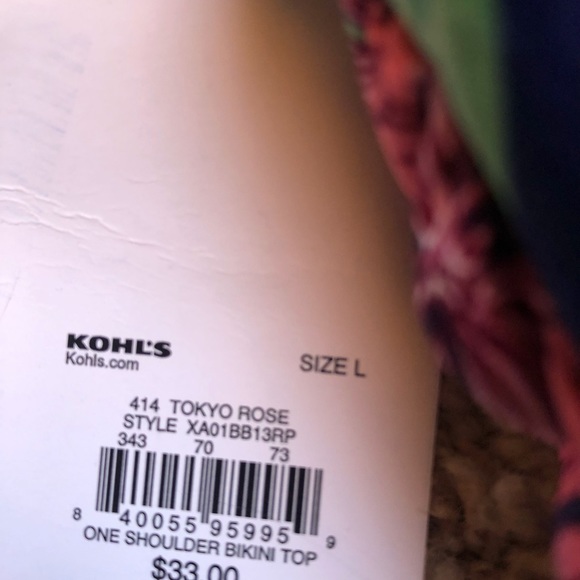 KOHL'S
Kohls.com
SIZE L
414 TOKYO ROSE
STYLE XA01BB13RP
343 70 73
8 40055 95995 9
ONE SHOULDER BIKINI TOP
$33.00